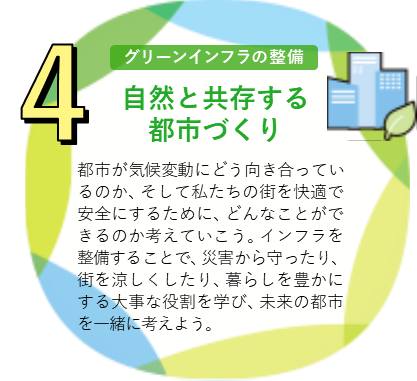 4
グリーンインフラの整備
自然と共存する
都市づくり
都市が気候変動にどう向き合ってい
るのか、そして私たちの街を快適で
安全にするために、どんなことがで
きるのか考えていこう。インフラを
整備することで、災害から守ったり、
街を涼しくしたり、暮らしを豊かに
する大事な役割を学び、未来の都市
を一緒に考えよう。